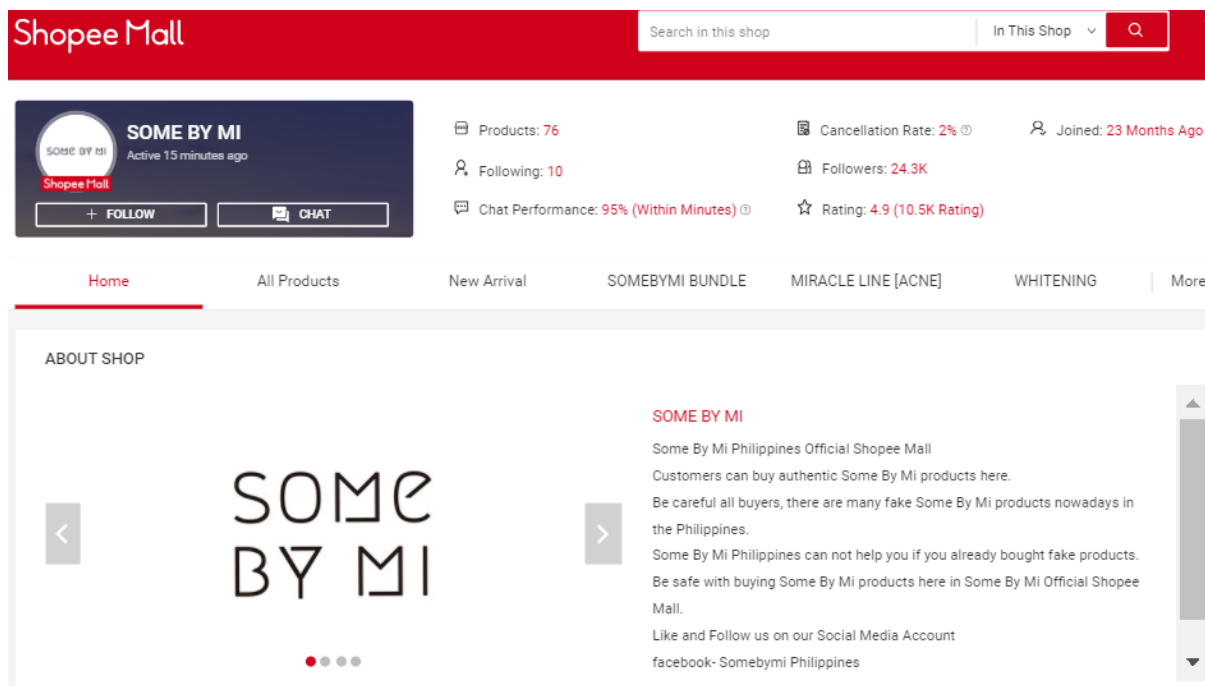 Shopee Mall
Search in this shop
In This Shop
SOME BY MI
SOME BY MI
Active 15 minutes ago
Shopee Mall
+ FOLLOW
CHAT
Products: 76
Following: 10
Chat Performance: 95% (Within Minutes)
Cancellation Rate: 2%
Followers: 24.3K
Rating: 4.9 (10.5K Rating)
Joined: 23 Months Ago
Home
All Products
New Arrival
SOMEBYMI BUNDLE
MIRACLE LINE [ACNE]
WHITENING
More
ABOUT SHOP
SOME
BY MI
SOME BY MI
Some By Mi Philippines Official Shopee Mall
Customers can buy authentic Some By Mi products here.
Be careful all buyers, there are many fake Some By Mi products nowadays in
the Philippines.
Some By Mi Philippines can not help you if you already bought fake products.
Be safe with buying Some By Mi products here in Some By Mi Official Shopee
Mall.
Like and Follow us on our Social Media Account
facebook- Somebymi Philippines